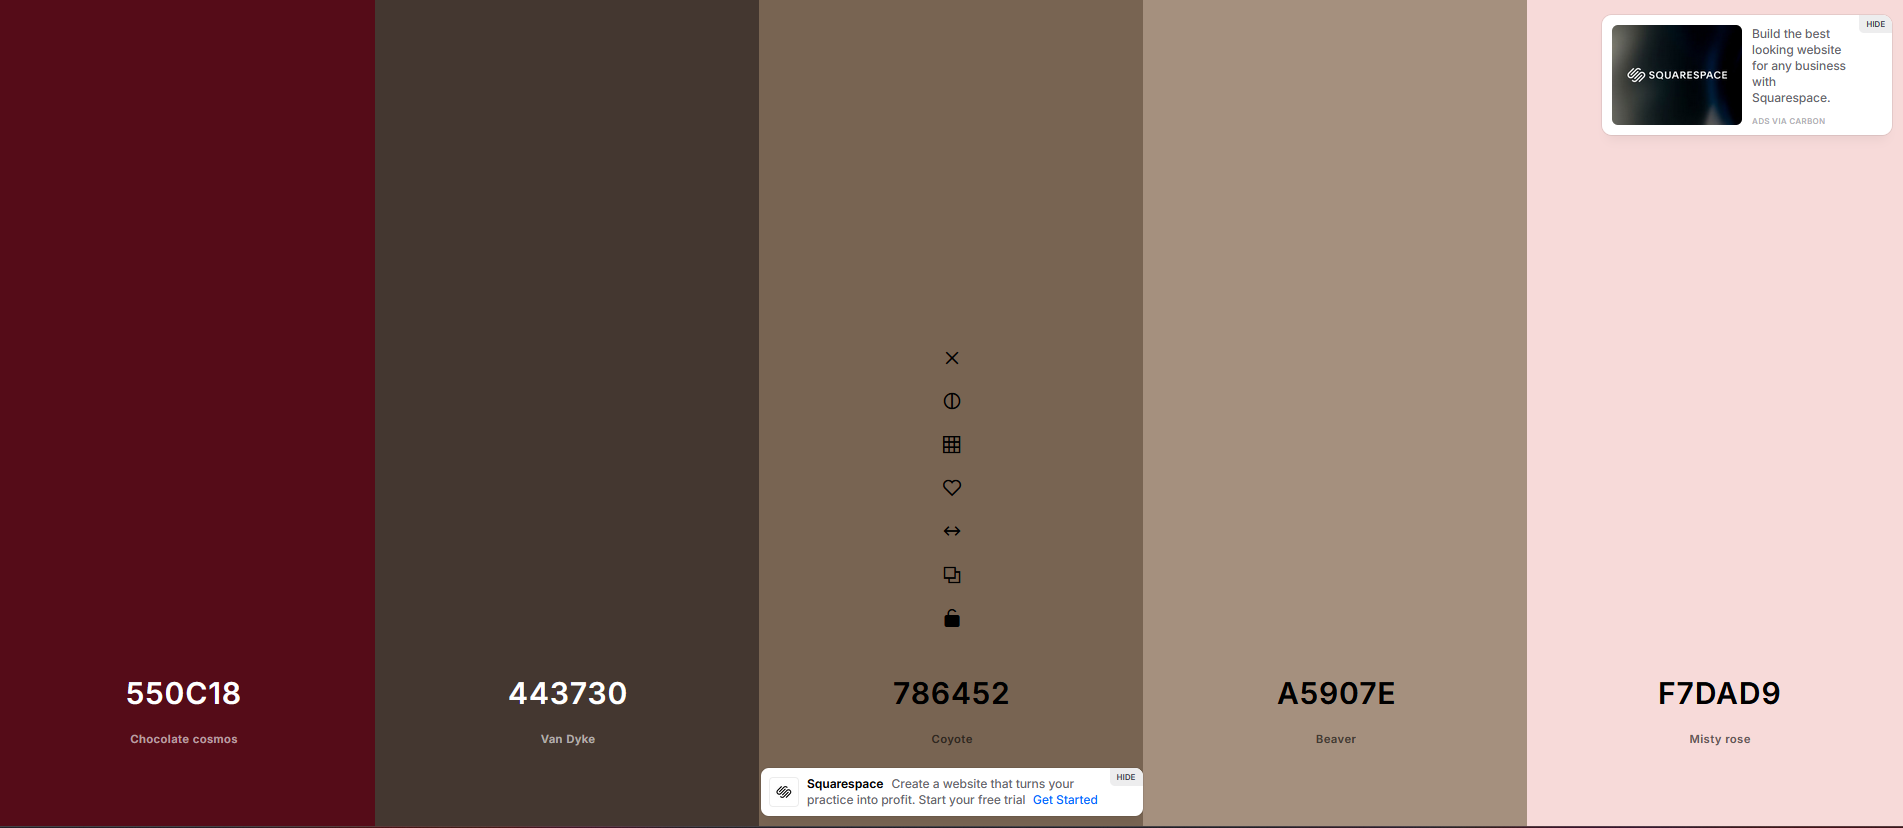 HIDE
Build the best
looking website
for any business
with
Squarespace.
SQUARESPACE
ADS VIA CARBON
550C18
Chocolate cosmos
443730
Van Dyke
786452
Coyote
A5907E
Beaver
F7DAD9
Misty rose
HIDE
Squarespace Create a website that turns your
practice into profit. Start your free trial Get Started